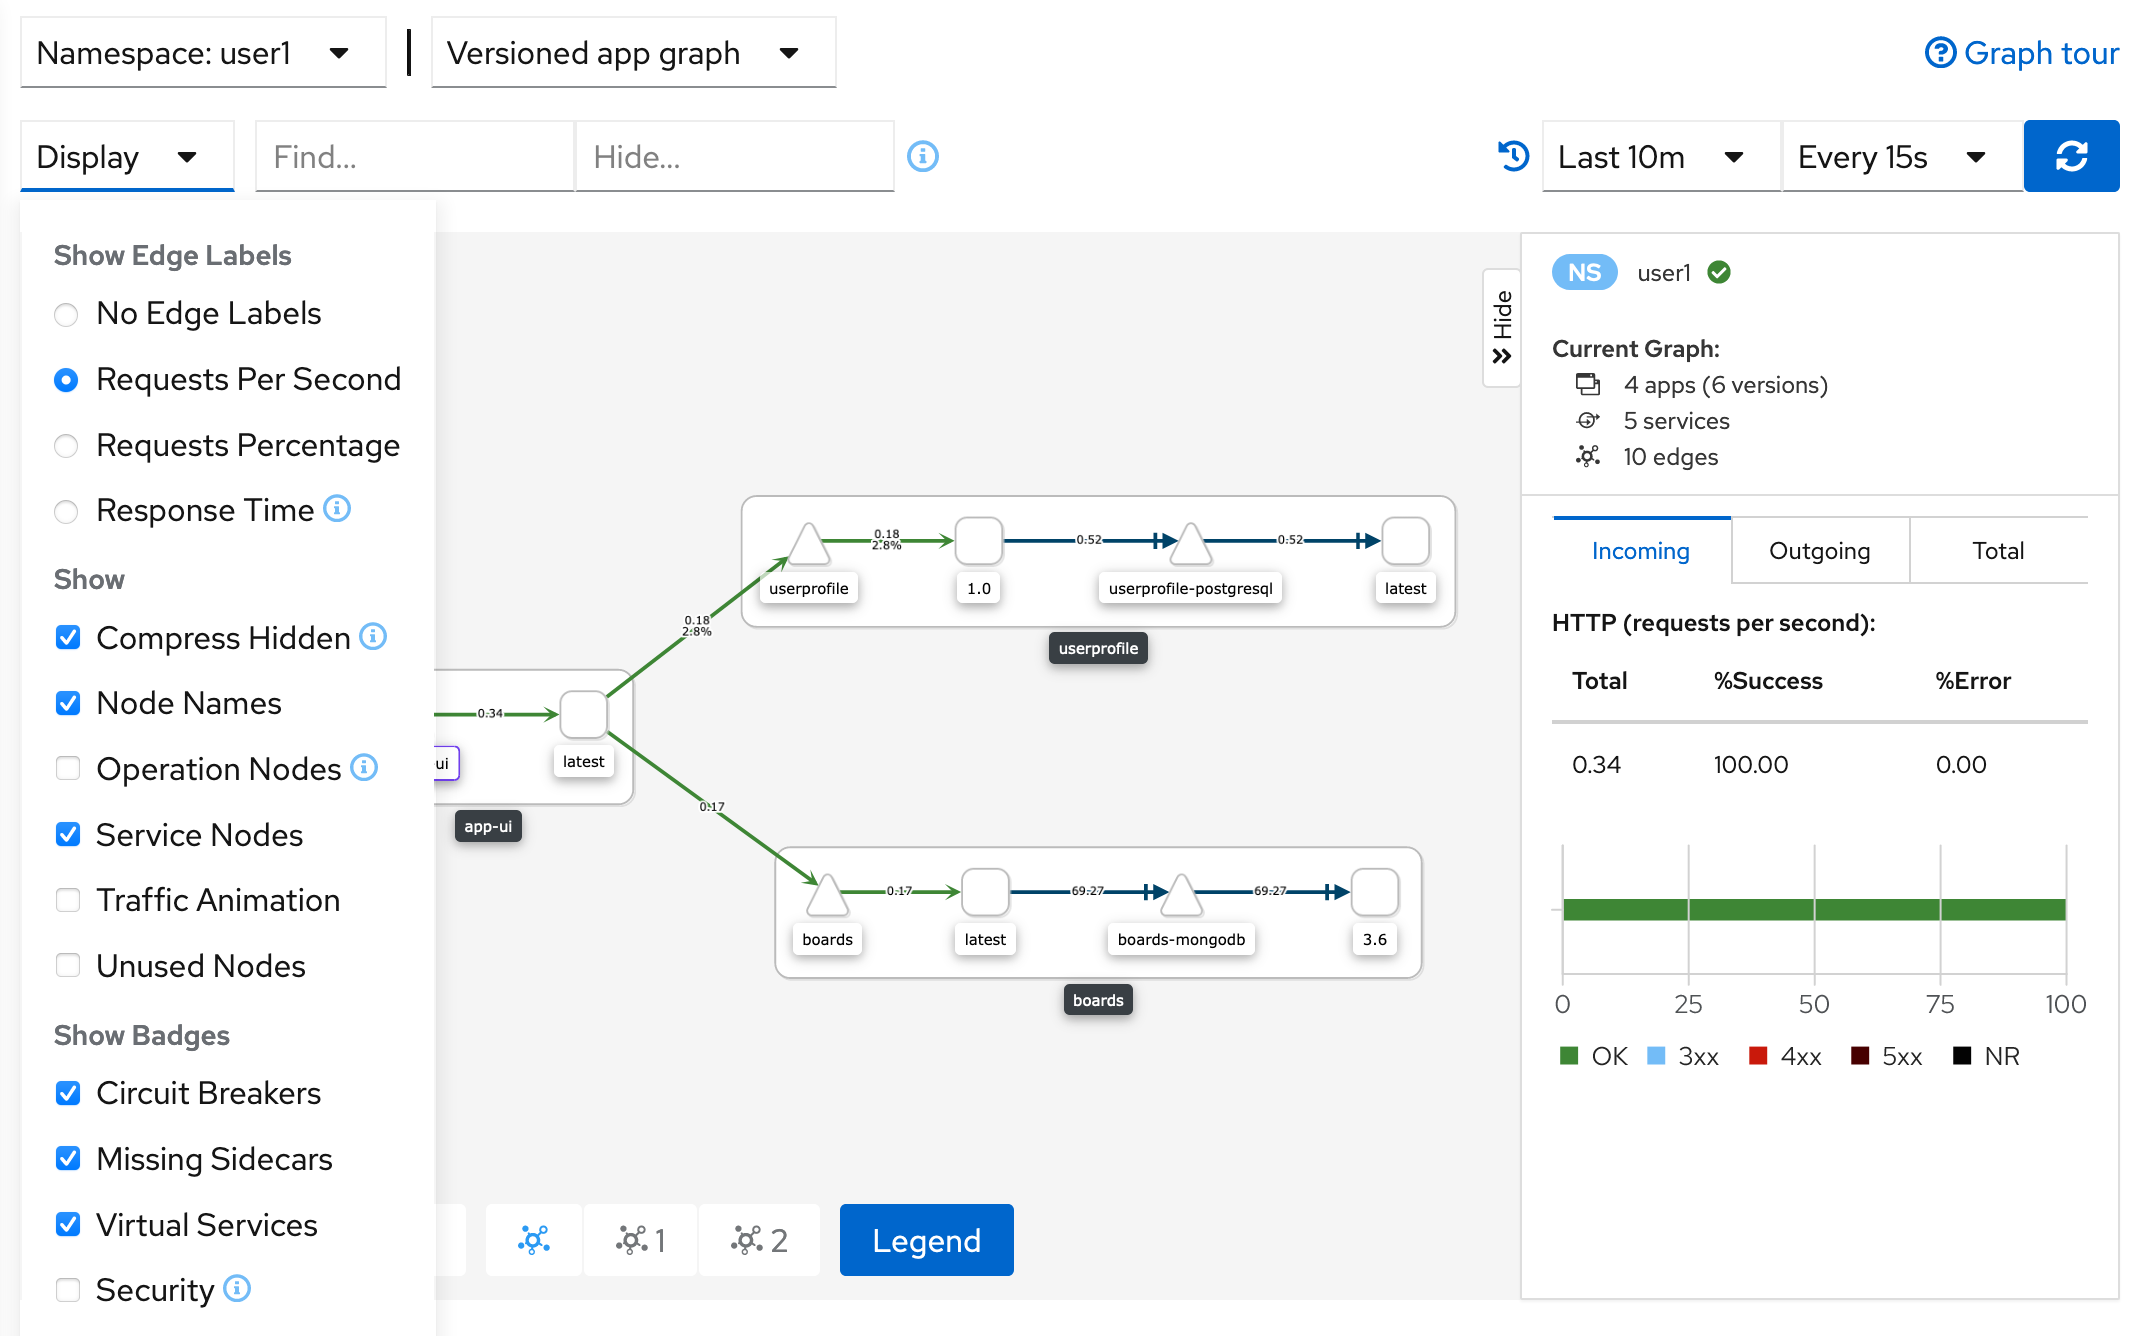 Namespace: user1
Versioned app graph
Graph tour
Display
Find...
Hide...
Last 10m
Every 15s
Show Edge Labels
No Edge Labels
Requests Per Second
Requests Percentage
Response Time
Show
Compress Hidden
Node Names
Operation Nodes
Service Nodes
Traffic Animation
Unused Nodes
Show Badges
Circuit Breakers
Missing Sidecars
Virtual Services
Security
0.34
ui
latest
app-ui
0.18
2.8%
0.17
0.18
2.8%
0.52
0.52
userprofile
1.0
userprofile-postgresql
latest
userprofile
0.17
69.27
69.27
boards
latest
boards-mongodb
3.6
boards
1
2
Legend
Hide
NS user1
Current Graph:
4 apps (6 versions)
5 services
10 edges
Incoming Outgoing Total
HTTP (requests per second):
Total %Success %Error
0.34 100.00 0.00
0 25 50 75 100
OK 3xx 4xx 5xx NR